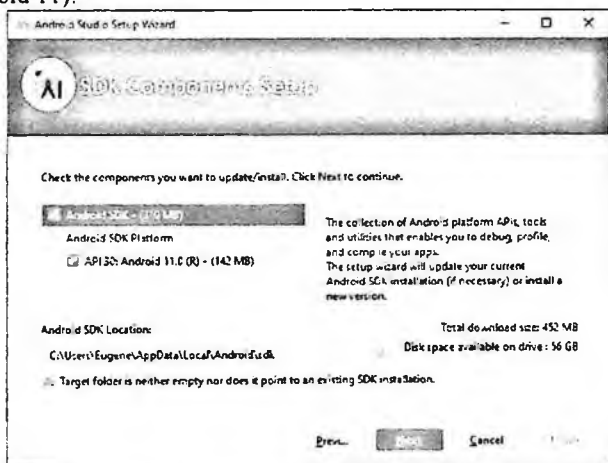 Android Studio Setup Wizard
SDK Components Setup
Check the components you want to update/install. Click Next to continue.
Android SDK - (310 MB)
Android SDK Platform
API 30: Android 11.0 (R) - (142 MB)
The collection of Android platform APIs, tools
and utilities that enables you to debug, profile,
and compile your apps.
The setup wizard will update your current
Android SDK installation (if necessary) or install a
new version.
Android SDK Location:
C:\Users\Eugene\AppData\Local\Android\sdk
Total download size: 452 MB
Disk space available on drive : 56 GB
Target folder is neither empty nor does it point to an existing SDK installation.
Next
Cancel